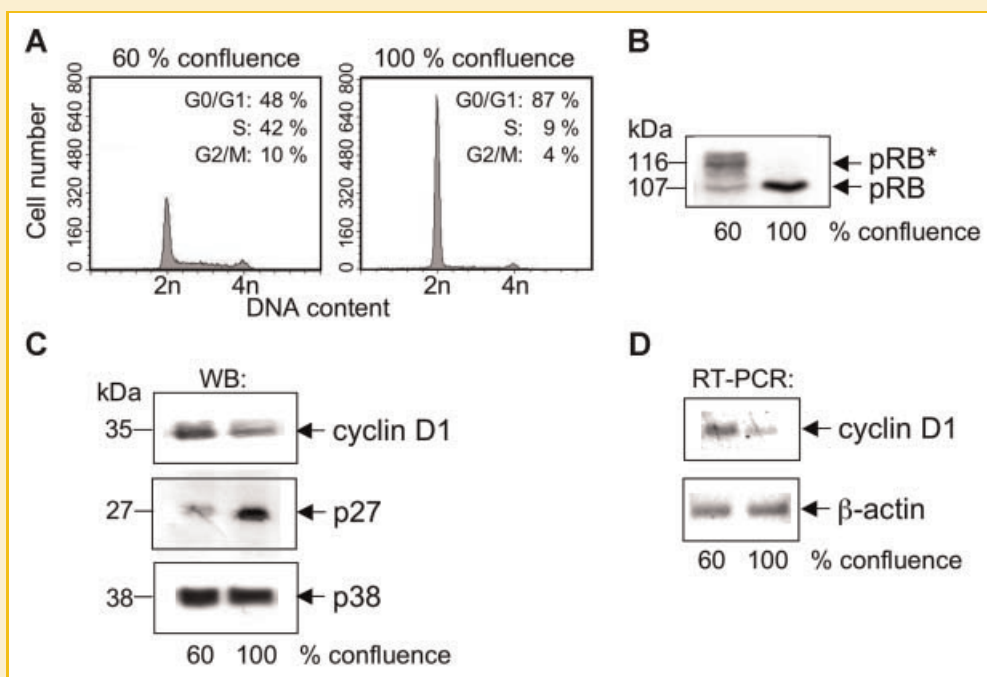 A
60 % confluence
100 % confluence
Cell number
800
640
480
320
160
0
G0/G1: 48 %
S: 42 %
G2/M: 10 %
2n
4n
800
640
480
320
160
0
G0/G1: 87 %
S: 9 %
G2/M: 4 %
2n
4n
DNA content
B
kDa
116
107
pRB*
pRB
60 100 % confluence
C
WB:
kDa
35
cyclin D1
27
p27
38
p38
60 100 % confluence
D
RT-PCR:
cyclin D1
β-actin
60 100 % confluence